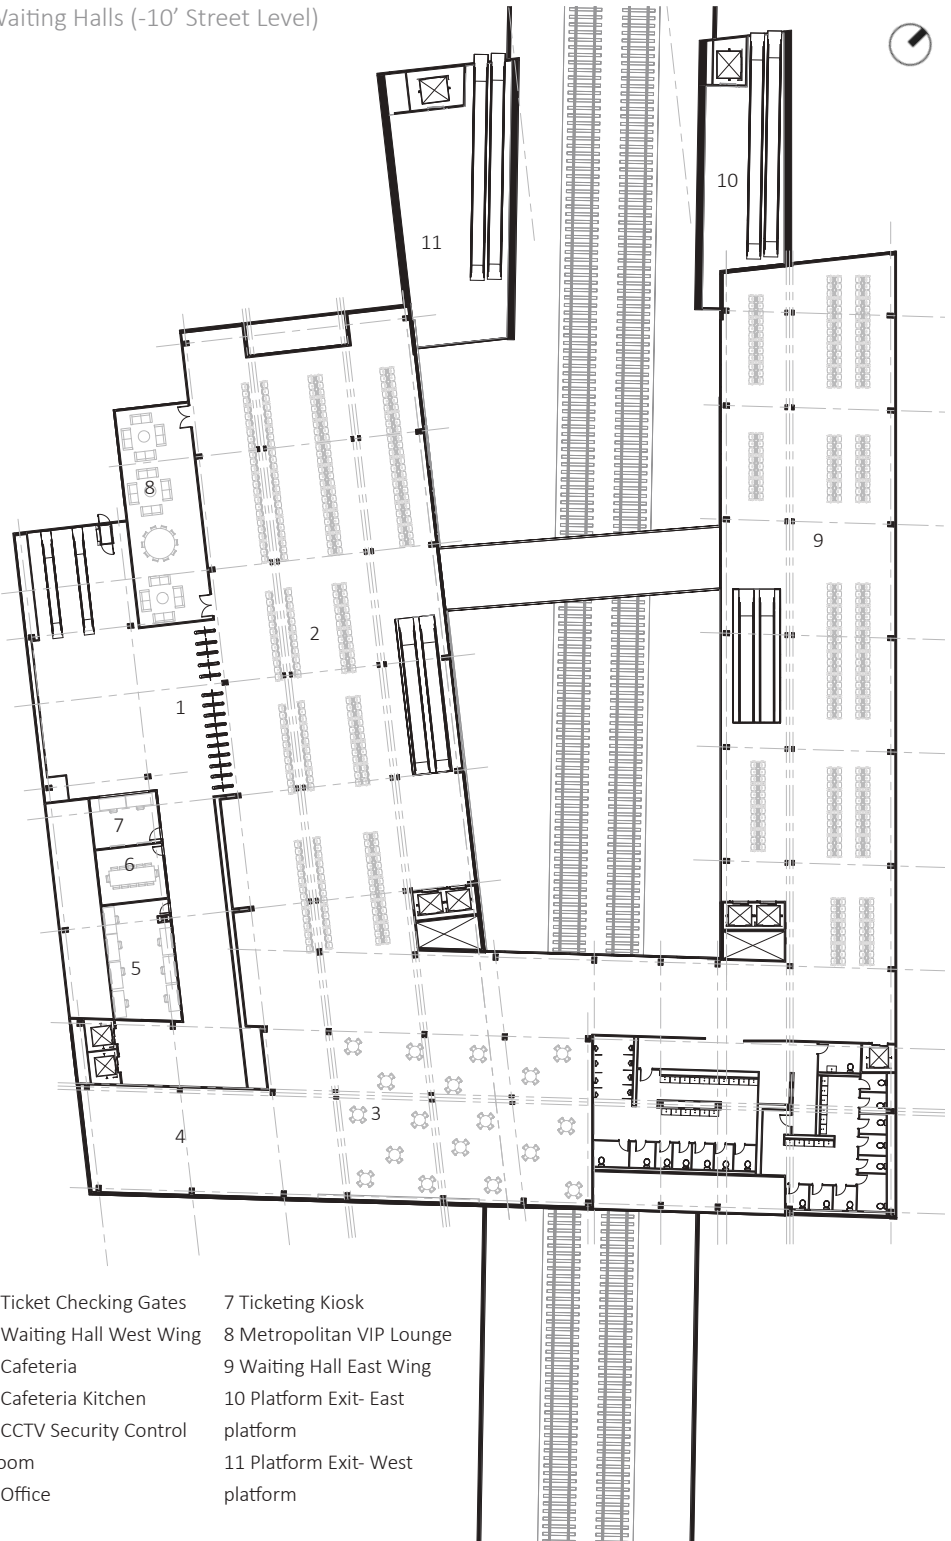 Waiting Halls (-10’ Street Level)
10
11
8
9
2
1
7
6
5
3
4
Ticket Checking Gates
Waiting Hall West Wing
Cafeteria
Cafeteria Kitchen
CCTV Security Control
oom
Office
7 Ticketing Kiosk
8 Metropolitan VIP Lounge
9 Waiting Hall East Wing
10 Platform Exit- East
platform
11 Platform Exit- West
platform